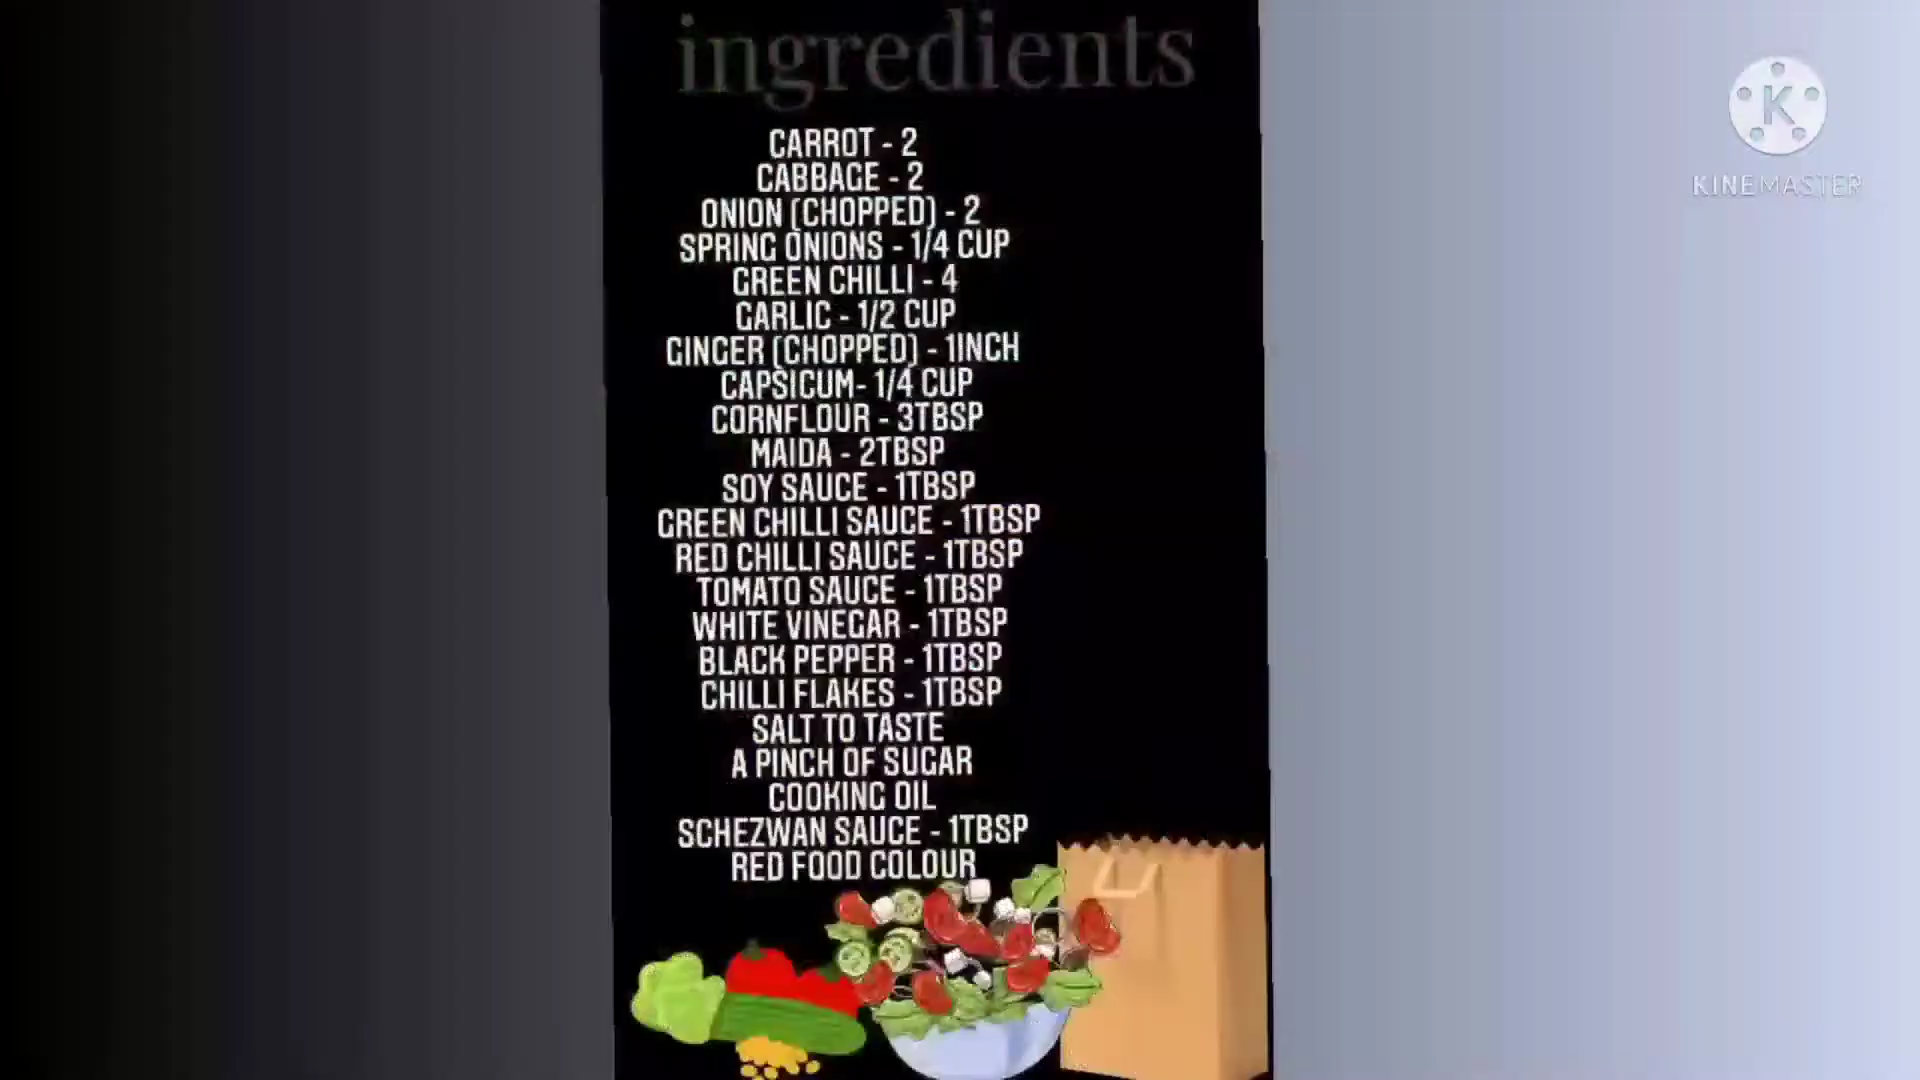 ingredients
CARROT - 2
CABBAGE - 2
ONION (CHOPPED) - 2
SPRING ONIONS - 1/4 CUP
GREEN CHILLI - 4
GARLIC - 1/2 CUP
GINGER (CHOPPED) - 1INCH
CAPSICUM- 1/4 CUP
CORNFLOUR - 3TBSP
MAIDA - 2TBSP
SOY SAUCE - 1TBSP
GREEN CHILLI SAUCE - 1TBSP
RED CHILLI SAUCE - 1TBSP
TOMATO SAUCE - 1TBSP
WHITE VINEGAR - 1TBSP
BLACK PEPPER - 1TBSP
CHILLI FLAKES - 1TBSP
SALT TO TASTE
A PINCH OF SUGAR
COOKING OIL
SCHEZWAN SAUCE - 1TBSP
RED FOOD COLOUR
K
KINEMASTER